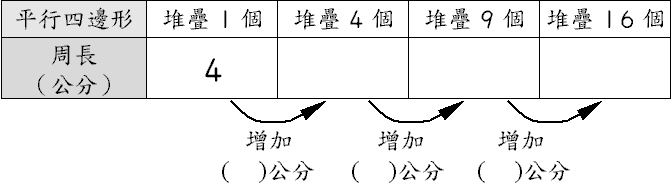 平行四邊形 堆疊 1 個 堆疊 4 個 堆疊 9 個 堆疊 16 個
周長
（公分） 4
增加 增加 增加
( )公分 ( )公分 ( )公分